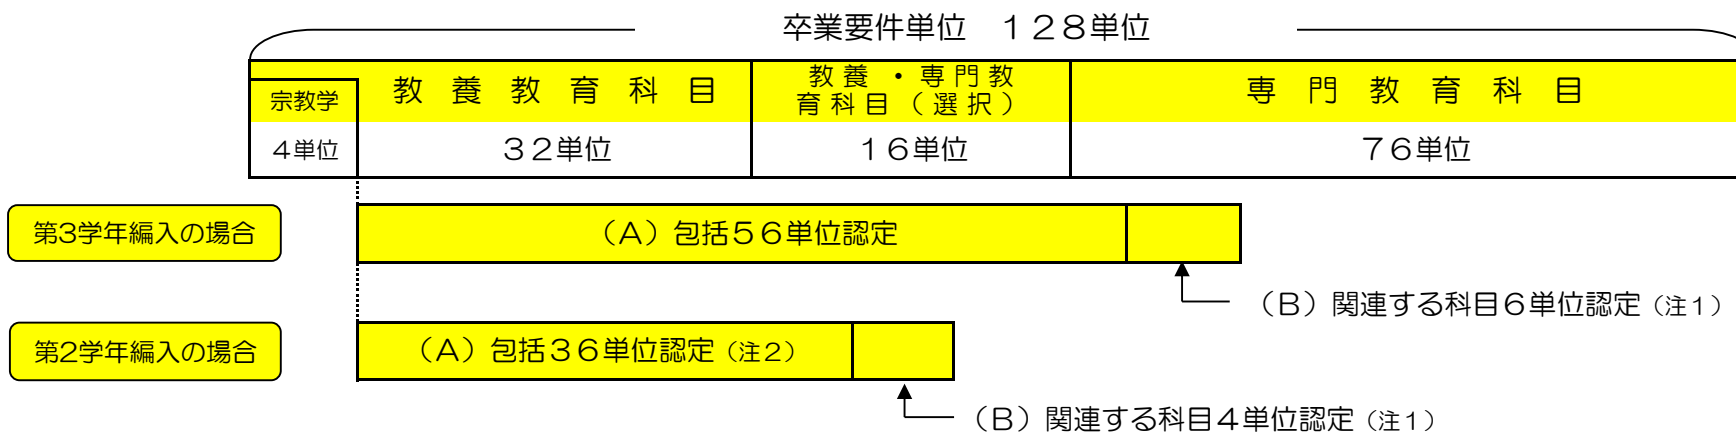 卒業要件単位　１２８単位
宗教学
教養教育科目
教養・専門教
育科目（選択）
専門教育科目
４単位
３２単位
１６単位
７６単位
第3学年編入の場合
（A）包括５６単位認定
（B）関連する科目６単位認定（注１）
第2学年編入の場合
（A）包括３６単位認定（注２）
（B）関連する科目４単位認定（注１）